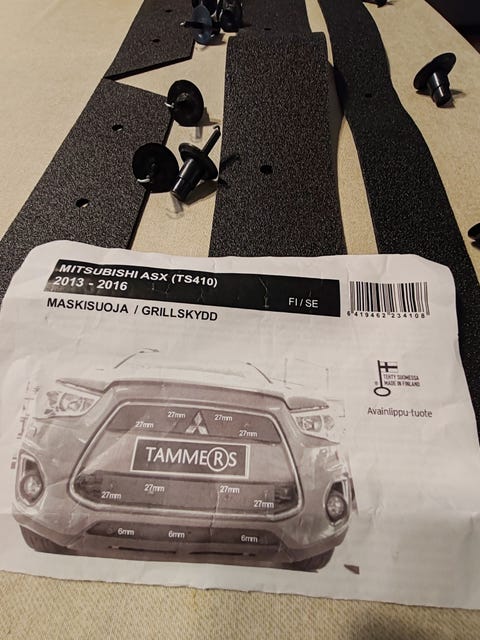 MITSUBISHI ASX (TS410)
2013 - 2016
FI / SE
MASKISUOJA / GRILLSKYDD
6419462234108
TEHTY SUOMESSA
MADE IN FINLAND
Avainlippu-tuote
27mm
27mm
27mm
27mm
TAMME®S
27mm
27mm
27mm
27mm
6mm
6mm
6mm